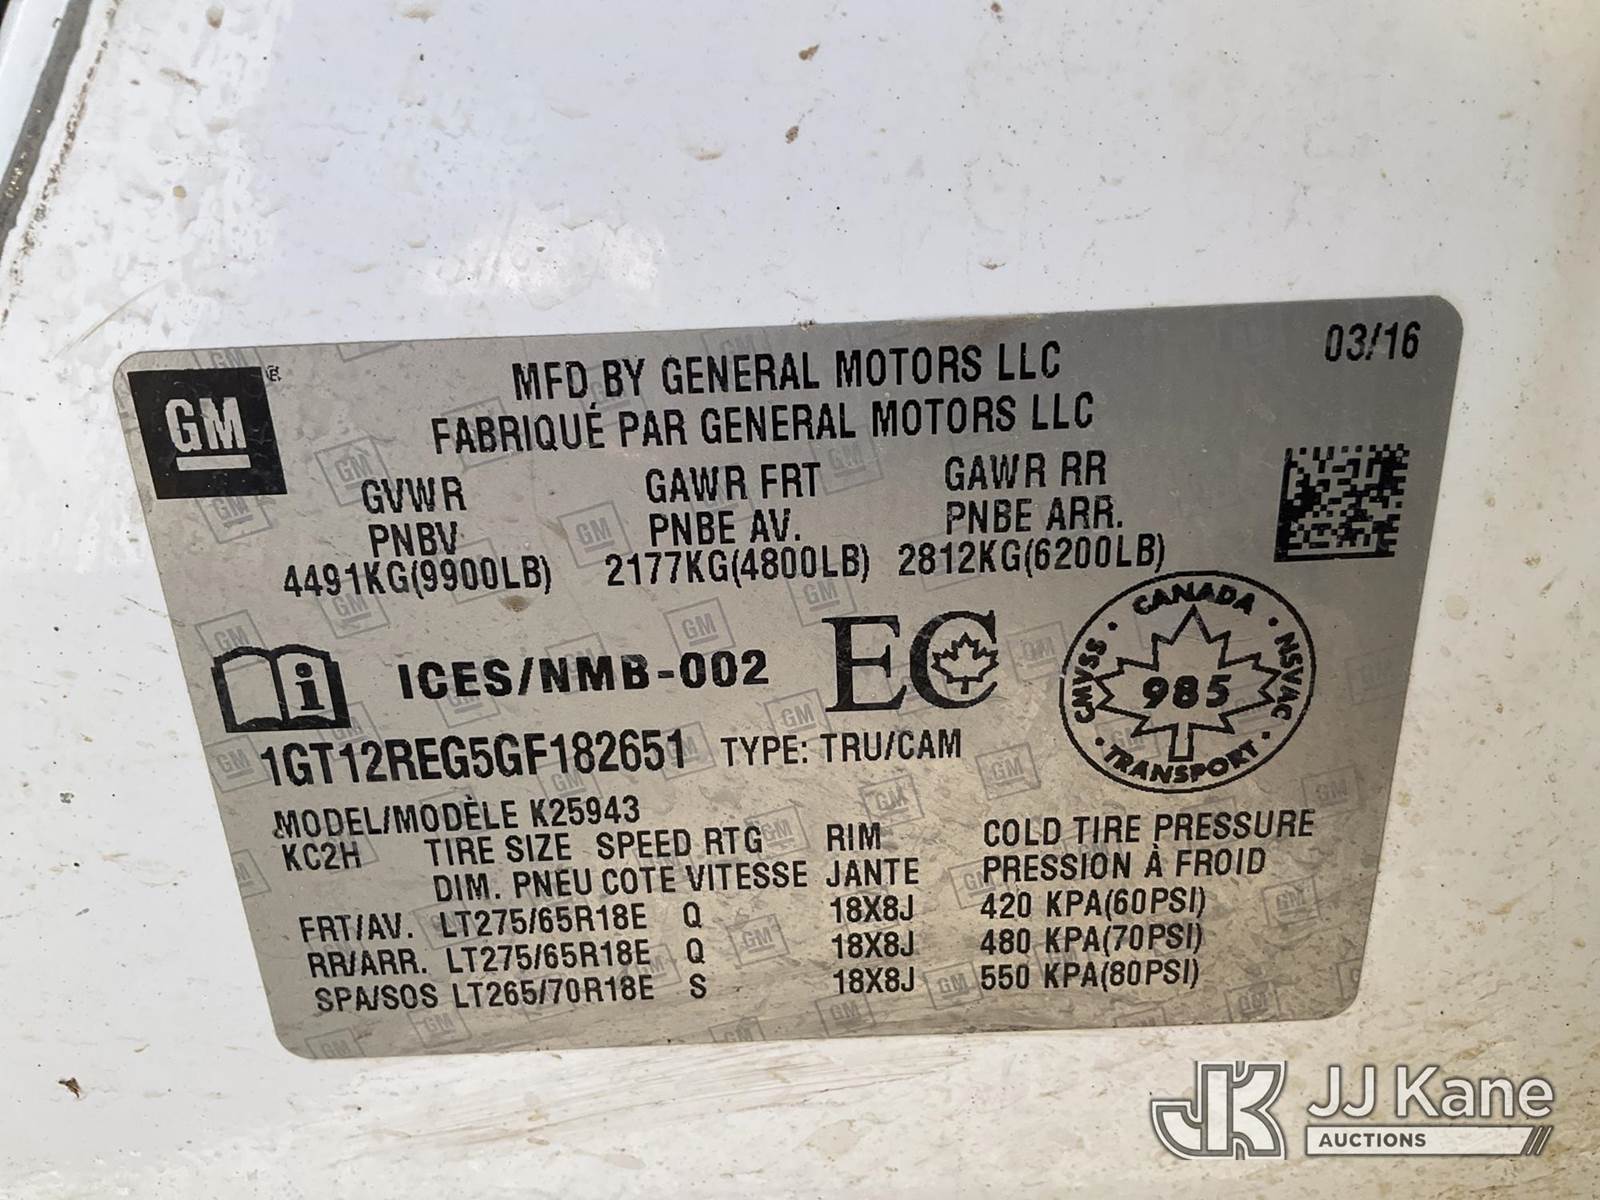 03/16
GM
MFD BY GENERAL MOTORS LLC
FABRIQUÉ PAR GENERAL MOTORS LLC
GVWR GAWR FRT GAWR RR
PNBV PNBE AV. PNBE ARR.
4491KG(9900LB) 2177KG(4800LB) 2812KG(6200LB)
ICES/NMB-002 EC
CANADA
CMVSS 985 NSVAC
TRANSPORT
1GT12REG5GF182651 TYPE: TRU/CAM
MODEL/MODÈLE K25943
KC2H TIRE SIZE SPEED RTG RIM COLD TIRE PRESSURE
DIM. PNEU COTE VITESSE JANTE PRESSION À FROID
FRT/AV. LT275/65R18E Q 18X8J 420 KPA(60PSI)
RR/ARR. LT275/65R18E Q 18X8J 480 KPA(70PSI)
SPA/SOS LT265/70R18E S 18X8J 550 KPA(80PSI)
JK JJ Kane
AUCTIONS